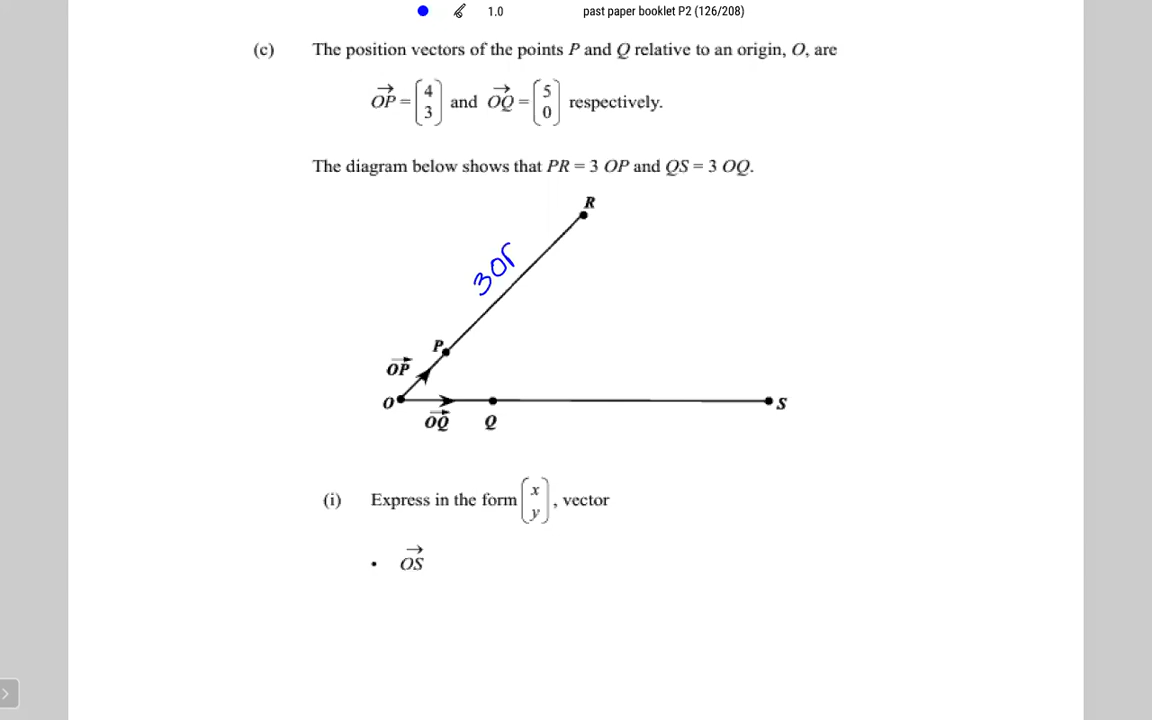 1.0 past paper booklet P2 (126/208)
(c) The position vectors of the points P and Q relative to an origin, O, are
→OP = (4 3) and →OQ = (5 0) respectively.
The diagram below shows that PR = 3 OP and QS = 3 OQ.
R
3OP
P
→OP
O
S
→OQ Q
(i) Express in the form (x y), vector
• →OS